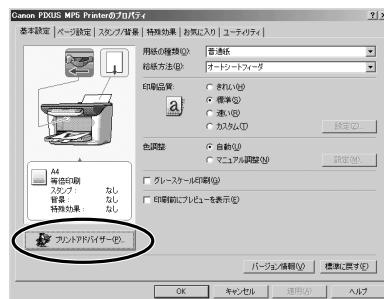 Canon PIXUS MP5 Printerのプロパティ
基本設定 ページ設定 スタンプ/背景 特殊効果 お気に入り ユーティリティ
用紙の種類(Q): 普通紙
給紙方法(B): オートシートフィーダ
印刷品質:
きれい(H)
標準(S)
速い(R)
カスタム(T) 設定(Z)...
色調整:
自動(U)
マニュアル調整(N) 設定(M)...
グレースケール印刷(G)
印刷前にプレビューを表示(E)
A4
等倍印刷
スタンプ: なし
背景: なし
特殊効果: なし
プリントアドバイザー(P)...
バージョン情報(V) 標準に戻す(F)
OK キャンセル 適用(A) ヘルプ